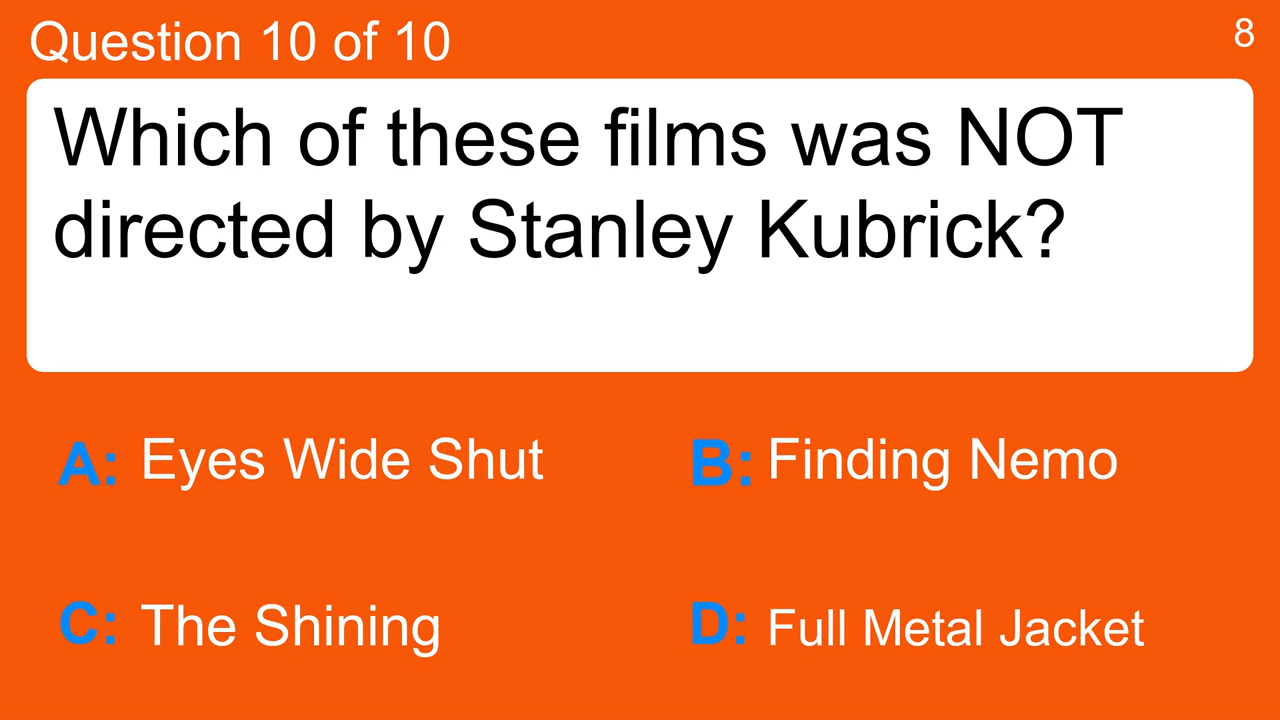 Question 10 of 10
8
Which of these films was NOT
directed by Stanley Kubrick?
A: Eyes Wide Shut
B: Finding Nemo
C: The Shining
D: Full Metal Jacket